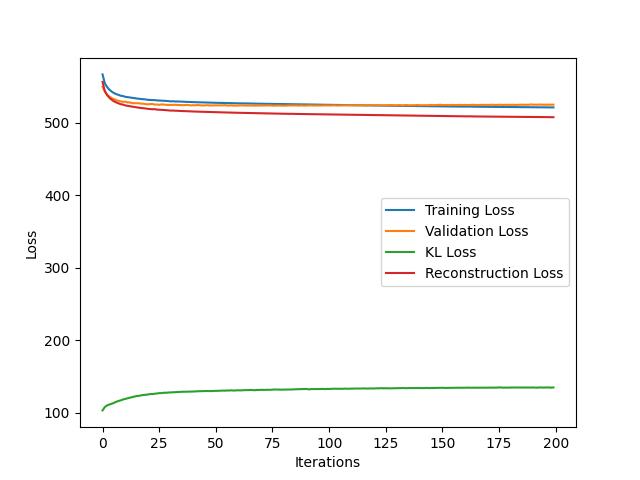 500
400
300
200
100
Loss
Training Loss
Validation Loss
KL Loss
Reconstruction Loss
0 25 50 75 100 125 150 175 200
Iterations